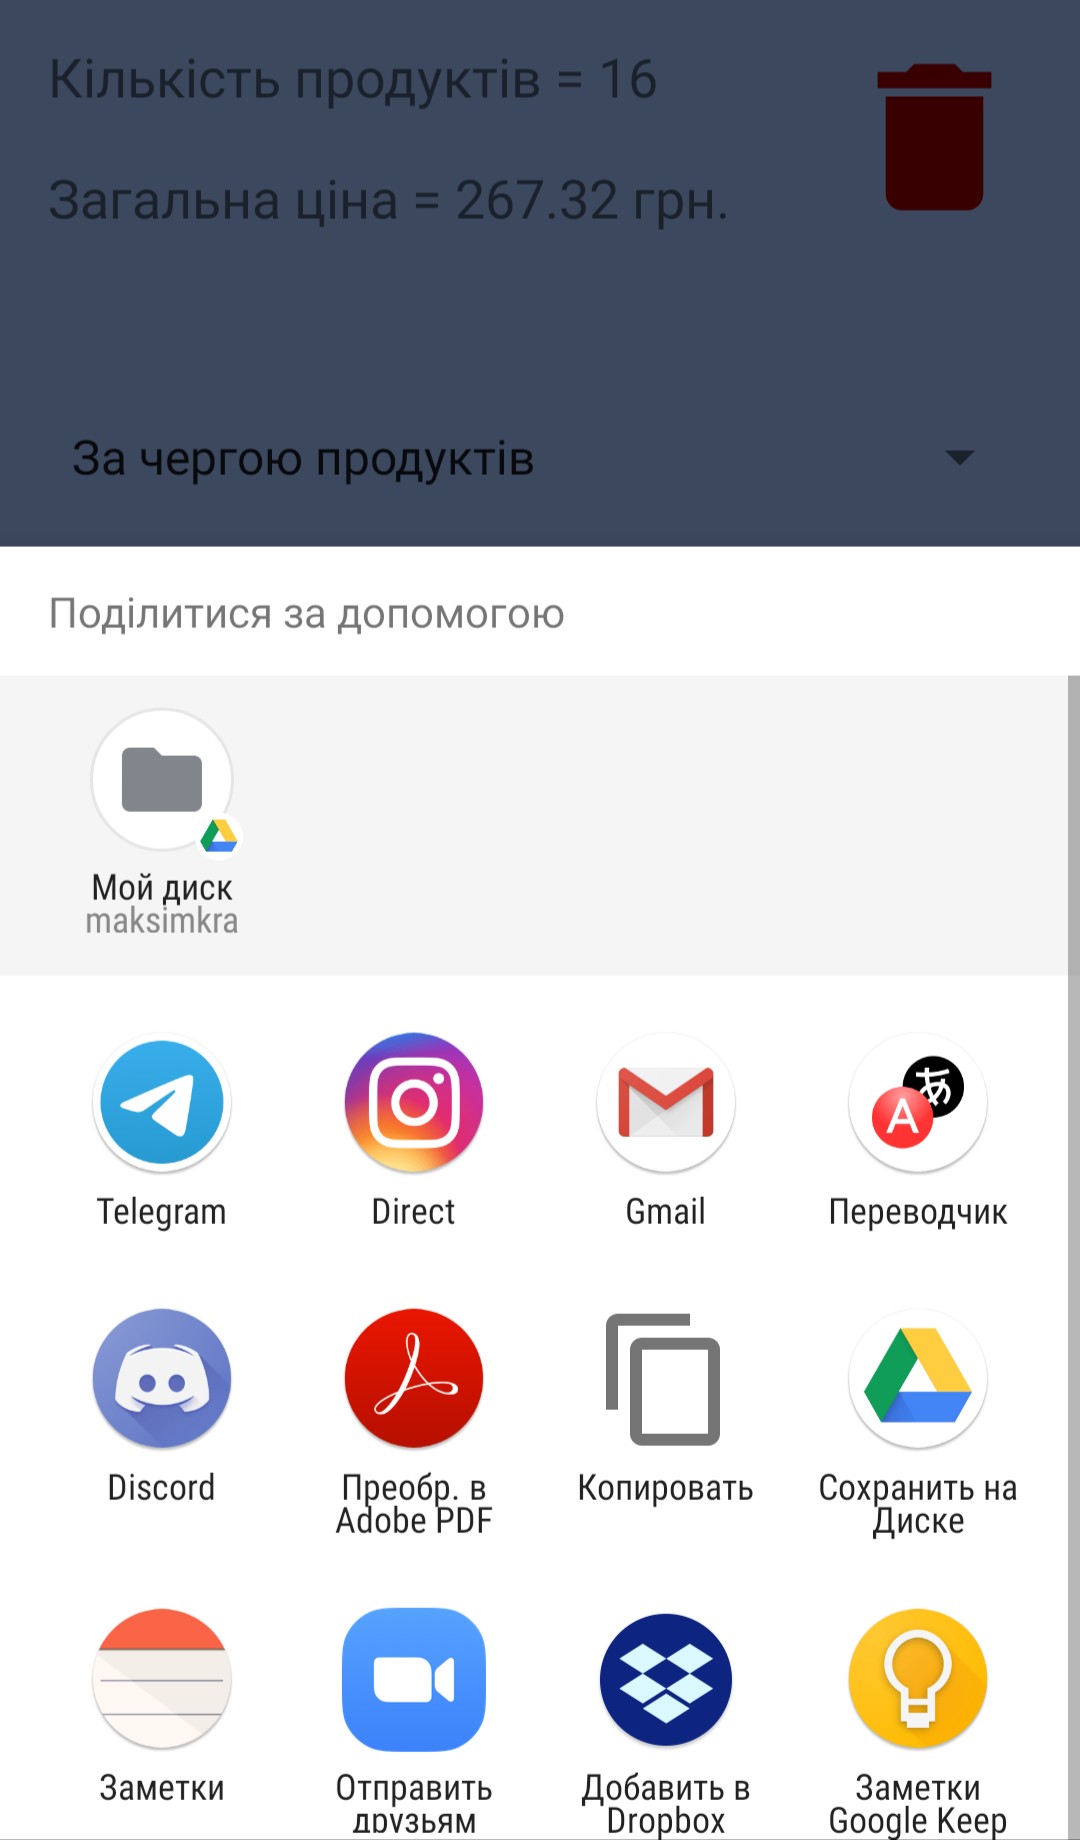 Кількість продуктів = 16
Загальна ціна = 267.32 грн.
За чергою продуктів
Поділитися за допомогою
Мой диск
maksimkra
Telegram
Direct
Gmail
Переводчик
Discord
Преобр. в
Adobe PDF
Копировать
Сохранить на
Диске
Заметки
Отправить
друзьям
Добавить в
Dropbox
Заметки
Google Keep